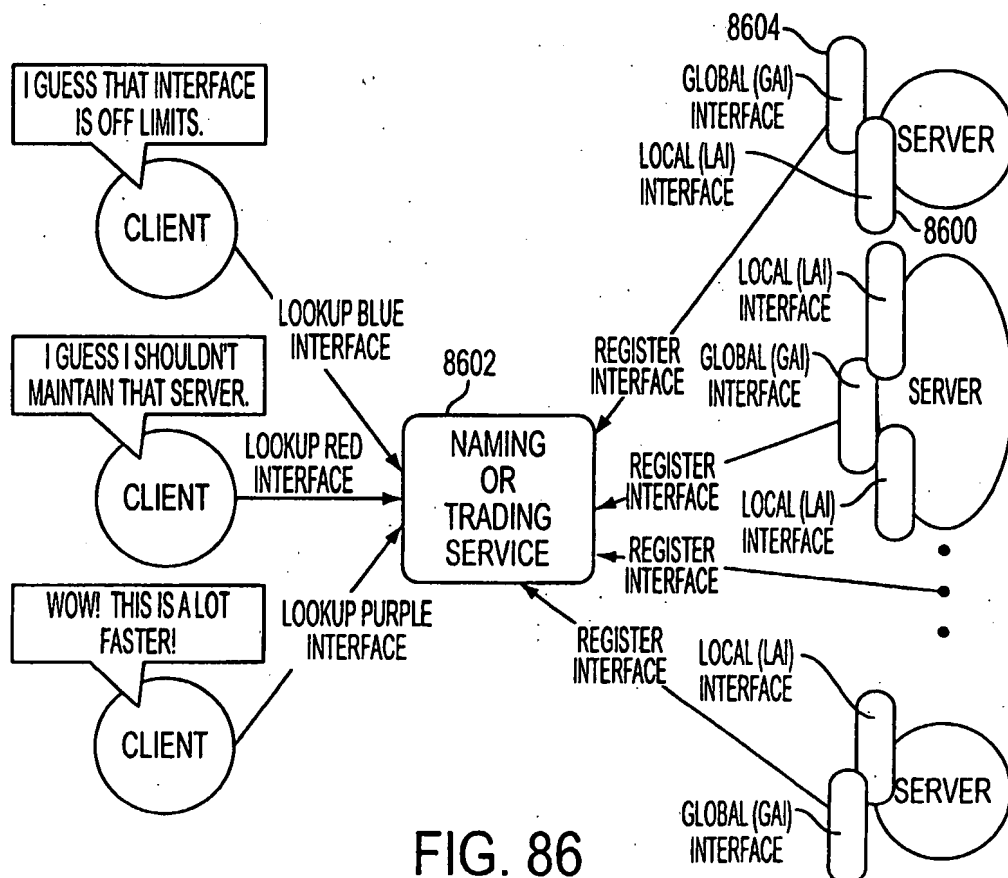 I GUESS THAT INTERFACE
IS OFF LIMITS.
CLIENT
LOOKUP BLUE
INTERFACE
I GUESS I SHOULDN'T
MAINTAIN THAT SERVER.
CLIENT
LOOKUP RED
INTERFACE
WOW! THIS IS A LOT
FASTER!
CLIENT
LOOKUP PURPLE
INTERFACE
8602
NAMING
OR
TRADING
SERVICE
8604
GLOBAL (GAI)
INTERFACE
SERVER
LOCAL (LAI)
INTERFACE
8600
REGISTER
INTERFACE
LOCAL (LAI)
INTERFACE
GLOBAL (GAI)
INTERFACE
SERVER
REGISTER
INTERFACE
LOCAL (LAI)
INTERFACE
REGISTER
INTERFACE
REGISTER
INTERFACE
LOCAL (LAI)
INTERFACE
SERVER
GLOBAL (GAI)
INTERFACE
FIG. 86